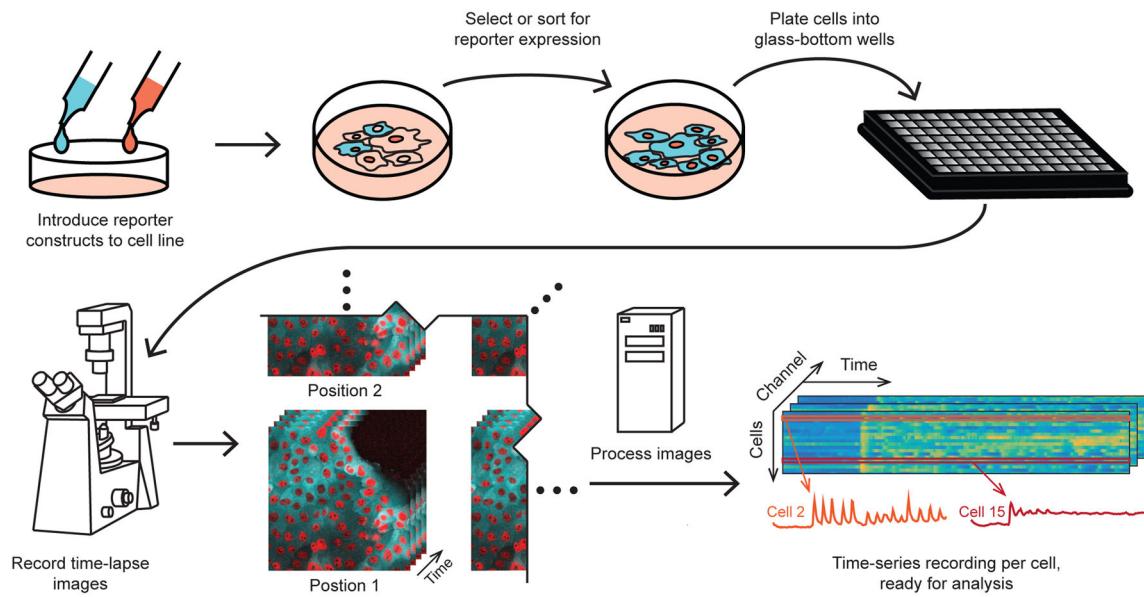 Select or sort for
reporter expression
Plate cells into
glass-bottom wells
Introduce reporter
constructs to cell line
Record time-lapse
images
Position 2
Postion 1
Time
Process images
Channel
Time
Cells
Cell 2
Cell 15
Time-series recording per cell,
ready for analysis